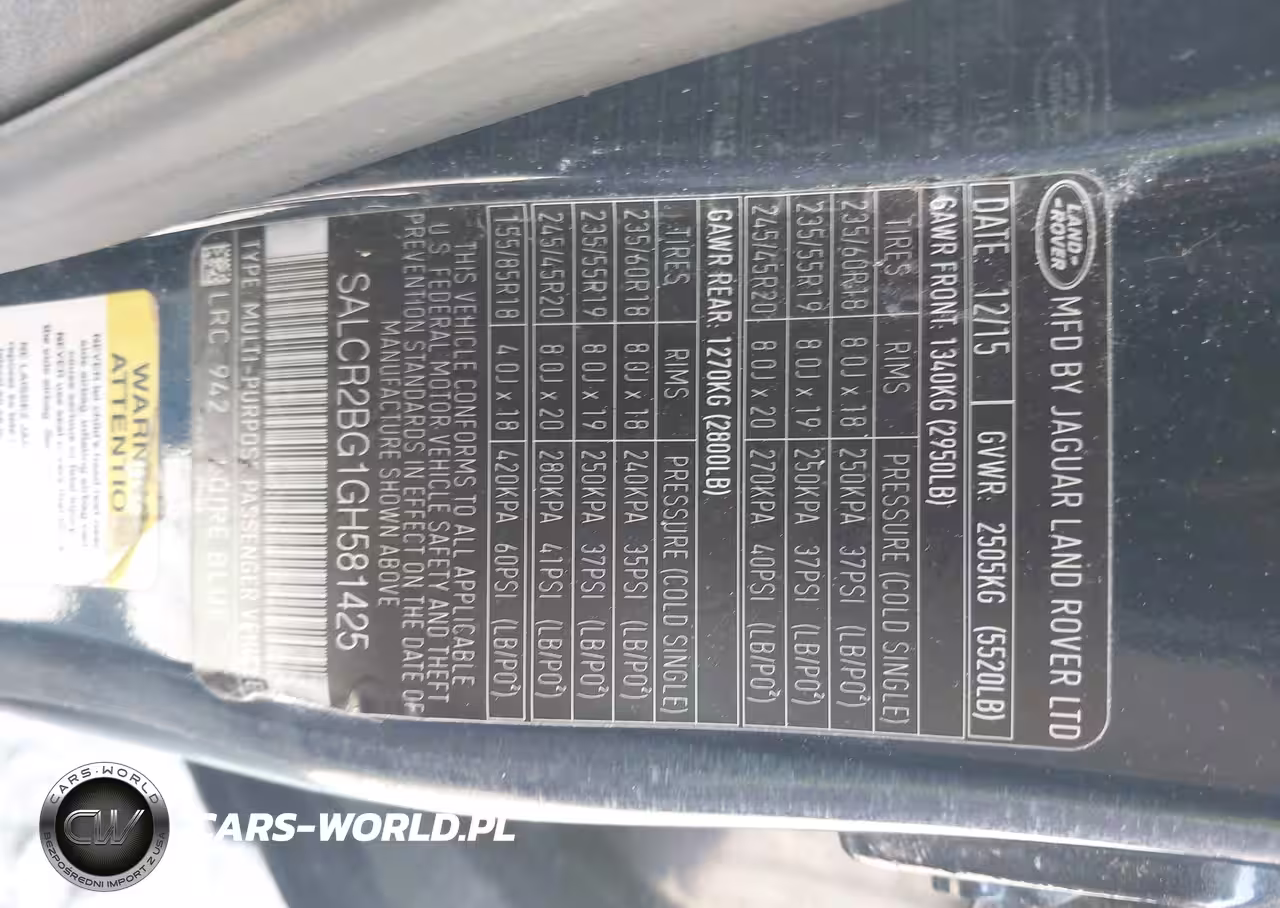 LAND-
-ROVER
MFD BY JAGUAR LAND ROVER LTD
DATE: 12/15 GVWR: 2505KG (5520LB)
GAWR FRONT: 1340KG (2950LB)
TIRES RIMS PRESSURE (COLD SINGLE)
235/60R18 8.0J x 18 250KPA 37PSI (LB/PO²)
235/55R19 8.0J x 19 250KPA 37PSI (LB/PO²)
245/45R20 8.0J x 20 270KPA 40PSI (LB/PO²)
GAWR REAR: 1270KG (2800LB)
TIRES RIMS PRESSURE (COLD SINGLE)
235/60R18 8.0J x 18 240KPA 35PSI (LB/PO²)
235/55R19 8.0J x 19 250KPA 37PSI (LB/PO²)
245/45R20 8.0J x 20 280KPA 41PSI (LB/PO²)
155/85R18 4.0J x 18 420KPA 60PSI (LB/PO²)
THIS VEHICLE CONFORMS TO ALL APPLICABLE
U.S. FEDERAL MOTOR VEHICLE SAFETY AND THEFT
PREVENTION STANDARDS IN EFFECT ON THE DATE OF
MANUFACTURE SHOWN ABOVE
SALCR2BG1GH581425
TYPE: MULTI-PURPOSE PASSENGER
LRC 942
WARN
ATTENTIO
CARS-WORLD
CW
BEZPOŚREDNI IMPORT Z USA
CARS-WORLD.PL